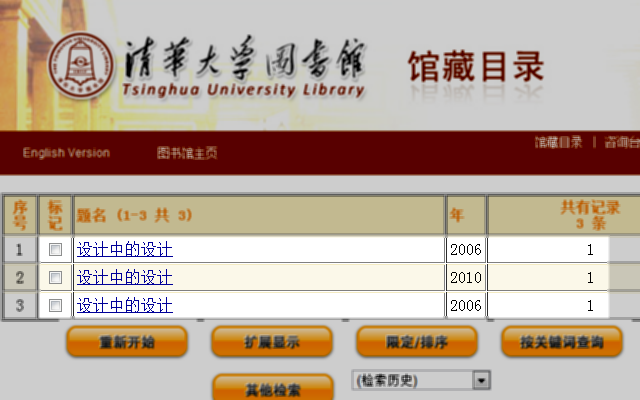 清華大学图書館
Tsinghua University Library
馆藏目录
English Version 图书馆主页 馆藏目录 | 咨询台
序号 标记 题名 (1-3 共 3) 年 共有记录 3 条
1 设计中的设计 2006 1
2 设计中的设计 2010 1
3 设计中的设计 2006 1
重新开始 扩展显示 限定/排序 按关键词查询
其他检索 (检索历史)